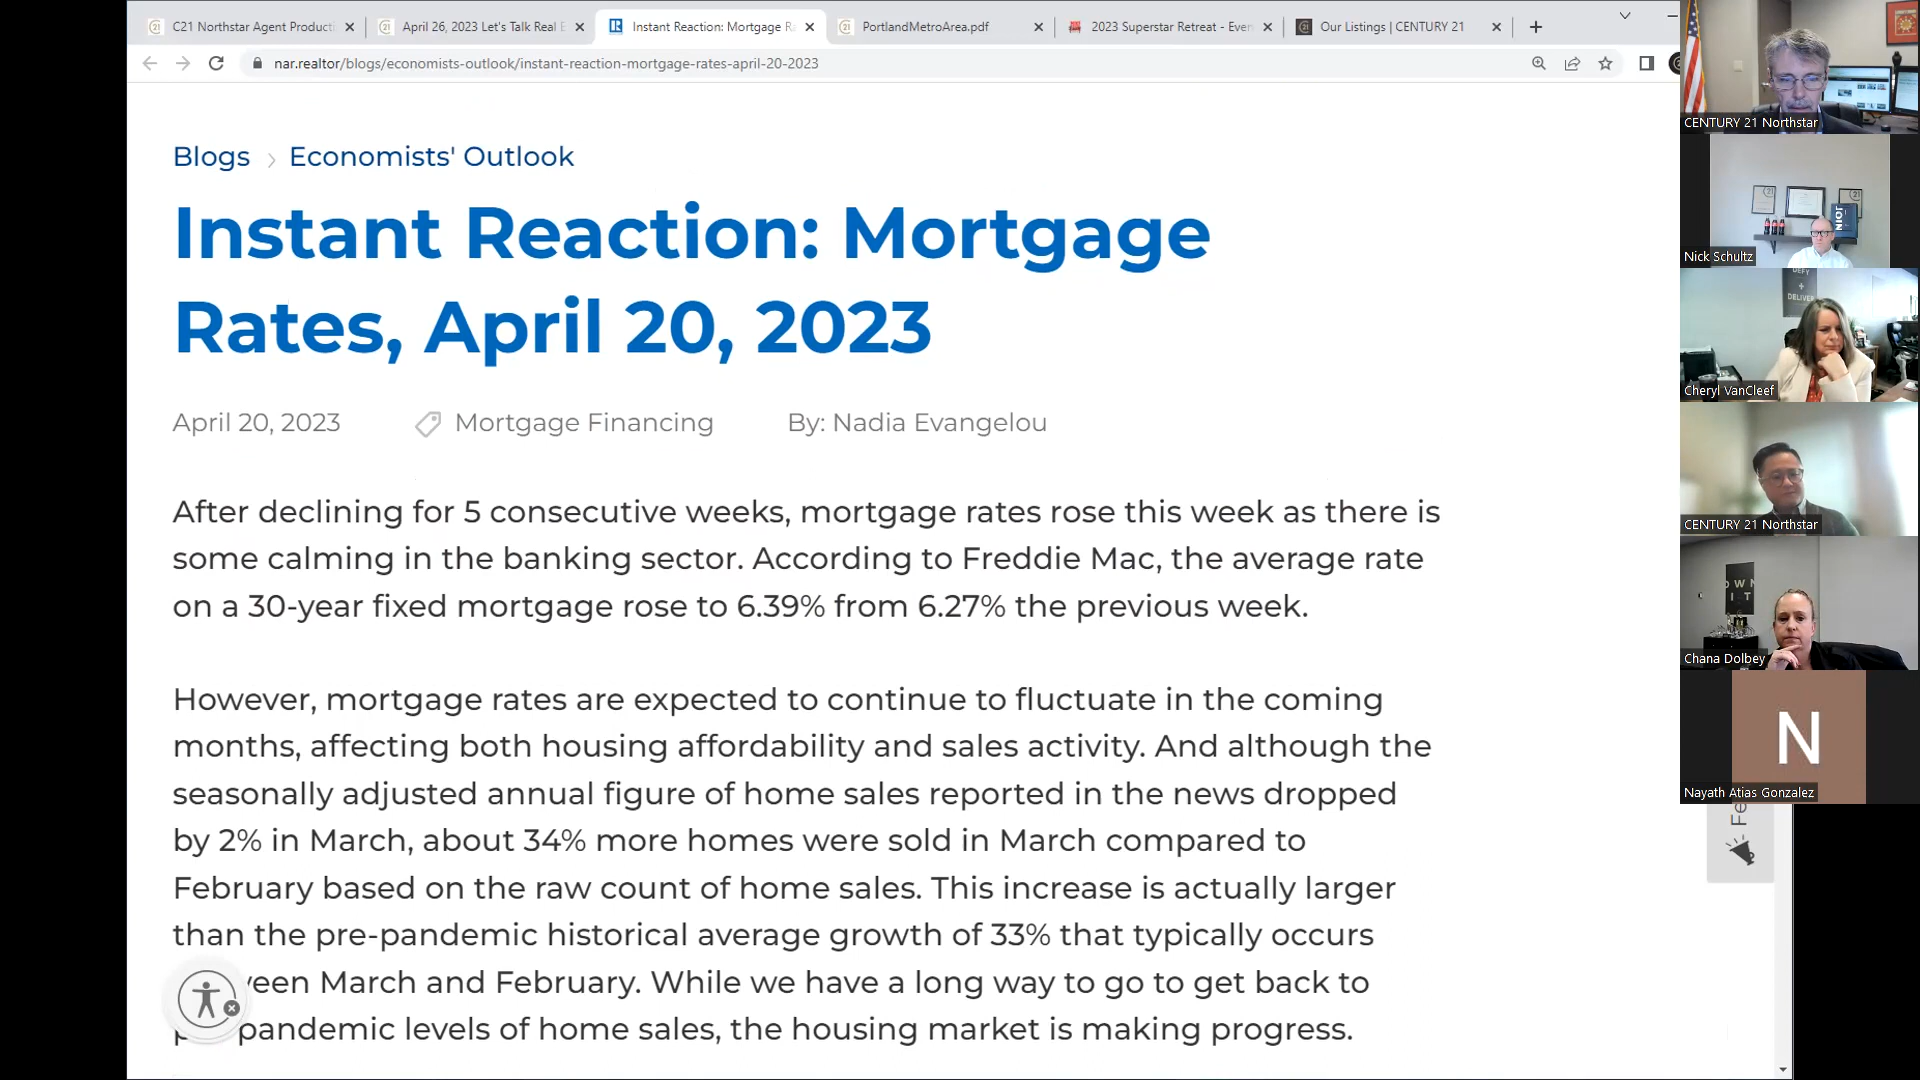 C21 Northstar Agent Producti
April 26, 2023 Let's Talk Real E
Instant Reaction: Mortgage R
PortlandMetroArea.pdf
2023 Superstar Retreat - Even
Our Listings | CENTURY 21
nar.realtor/blogs/economists-outlook/instant-reaction-mortgage-rates-april-20-2023
Blogs > Economists' Outlook
Instant Reaction: Mortgage
Rates, April 20, 2023
April 20, 2023 Mortgage Financing By: Nadia Evangelou
After declining for 5 consecutive weeks, mortgage rates rose this week as there is
some calming in the banking sector. According to Freddie Mac, the average rate
on a 30-year fixed mortgage rose to 6.39% from 6.27% the previous week.
However, mortgage rates are expected to continue to fluctuate in the coming
months, affecting both housing affordability and sales activity. And although the
seasonally adjusted annual figure of home sales reported in the news dropped
by 2% in March, about 34% more homes were sold in March compared to
February based on the raw count of home sales. This increase is actually larger
than the pre-pandemic historical average growth of 33% that typically occurs
veen March and February. While we have a long way to go to get back to
pandemic levels of home sales, the housing market is making progress.
CENTURY 21 Northstar
JOIN
Nick Schultz
DEFY
+
DELIVER
Cheryl VanCleef
CENTURY 21 Northstar
OWN
IT
Chana Dolbey
N
Nayath Atias Gonzalez
Fe